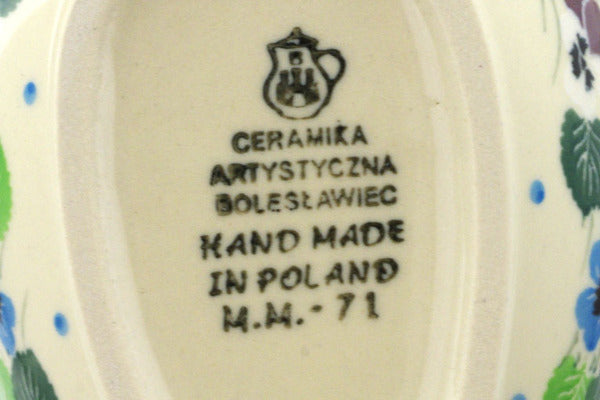 CERAMIKA
ARTYSTYCZNA
BOLESŁAWIEC
HAND MADE
IN POLAND
M.M.-71